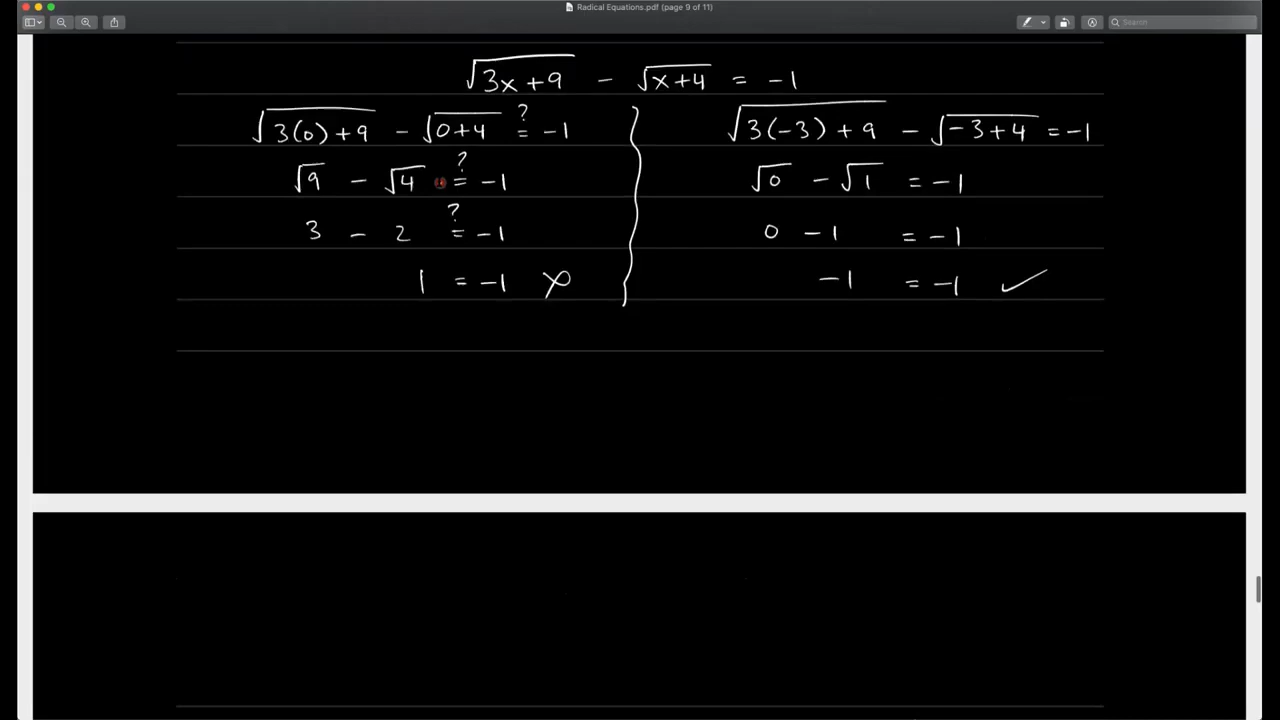 Radical Equations.pdf (page 9 of 11)
Search
√(3x+9) - √(x+4) = -1
√(3(0)+9) - √(0+4) ?= -1
√9 - √4 ?= -1
3 - 2 ?= -1
1 = -1 ✗
√(3(-3)+9) - √(-3+4) = -1
√0 - √1 = -1
0 - 1 = -1
-1 = -1 ✓